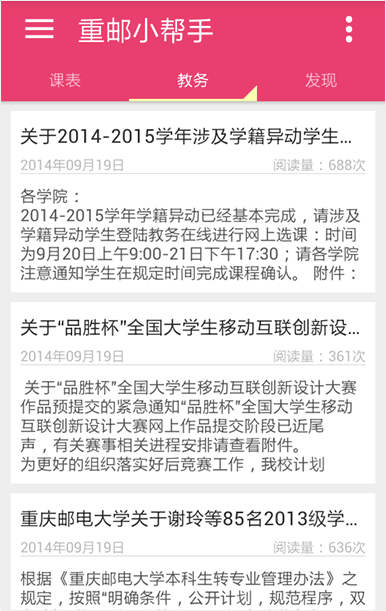 重邮小帮手
课表 教务 发现
关于2014-2015学年涉及学籍异动学生...
2014年09月19日 阅读量：688次
各学院：
2014-2015学年学籍异动已经基本完成，请涉及
学籍异动学生登陆教务在线进行网上选课：时间
为9月20日上午9:00-21日下午17:30；请各学院
注意通知学生在规定时间完成课程确认。 附件：
关于“品胜杯”全国大学生移动互联创新设...
2014年09月19日 阅读量：361次
关于“品胜杯”全国大学生移动互联创新设计大赛
作品预提交的紧急通知“品胜杯”全国大学生移动
互联创新设计大赛网上作品提交阶段已近尾
声，有关赛事相关进程安排请查看附件。
为更好的组织落实好后竞赛工作，我校计划
重庆邮电大学关于谢玲等85名2013级学...
2014年09月19日 阅读量：636次
根据《重庆邮电大学本科生转专业管理办法》之
规定，按照“明确条件，公开计划，规范程序，双